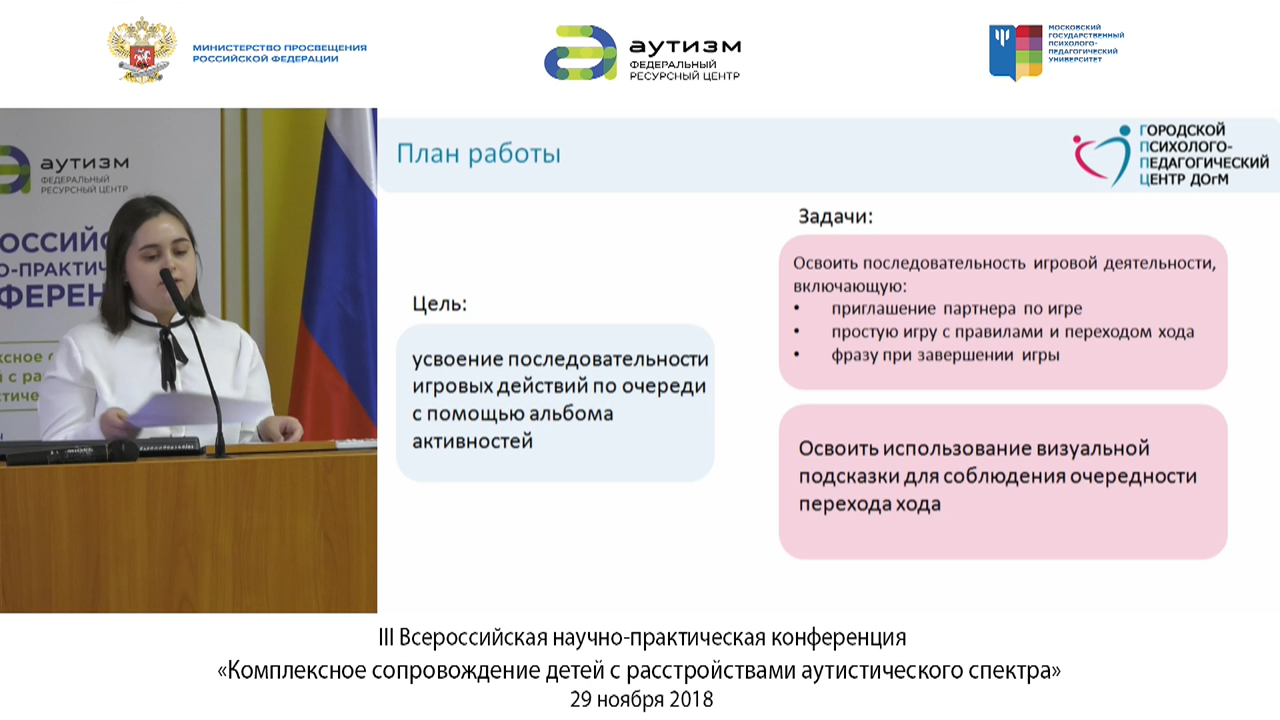 МИНИСТЕРСТВО ПРОСВЕЩЕНИЯ
РОССИЙСКОЙ ФЕДЕРАЦИИ
аутизм
ФЕДЕРАЛЬНЫЙ
РЕСУРСНЫЙ ЦЕНТР
МОСКОВСКИЙ
ГОСУДАРСТВЕННЫЙ
ПСИХОЛОГО-
ПЕДАГОГИЧЕСКИЙ
УНИВЕРСИТЕТ
аутизм
ФЕДЕРАЛЬНЫЙ
РЕСУРСНЫЙ ЦЕНТР
План работы
ГОРОДСКОЙ
ПСИХОЛОГО-
ПЕДАГОГИЧЕСКИЙ
ЦЕНТР ДОгМ
Цель:
усвоение последовательности
игровых действий по очереди
с помощью альбома
активностей
Задачи:
Освоить последовательность игровой деятельности,
включающую:
• приглашение партнера по игре
• простую игру с правилами и переходом хода
• фразу при завершении игры
Освоить использование визуальной
подсказки для соблюдения очередности
перехода хода
III Всероссийская научно-практическая конференция
«Комплексное сопровождение детей с расстройствами аутистического спектра»
29 ноября 2018